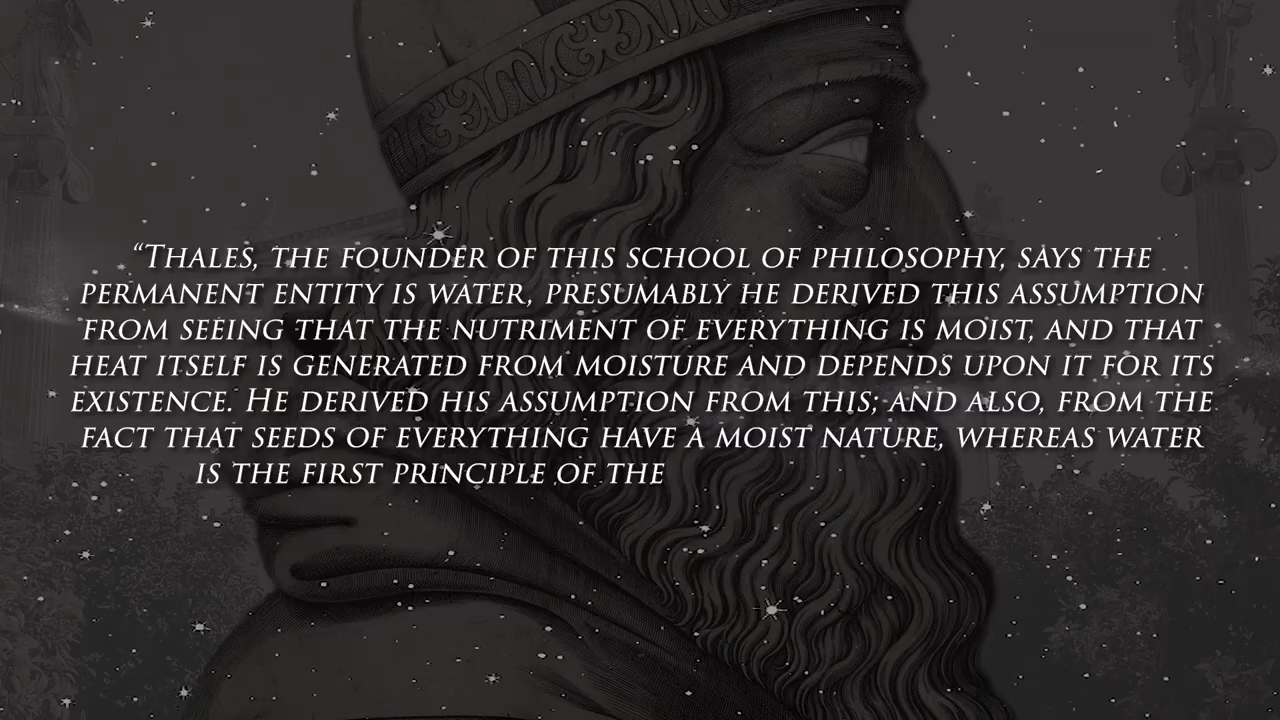 “Thales, the founder of this school of philosophy, says the
permanent entity is water, presumably he derived this assumption
from seeing that the nutriment of everything is moist, and that
heat itself is generated from moisture and depends upon it for its
existence. He derived his assumption from this; and also, from the
fact that seeds of everything have a moist nature, whereas water
is the first principle of the